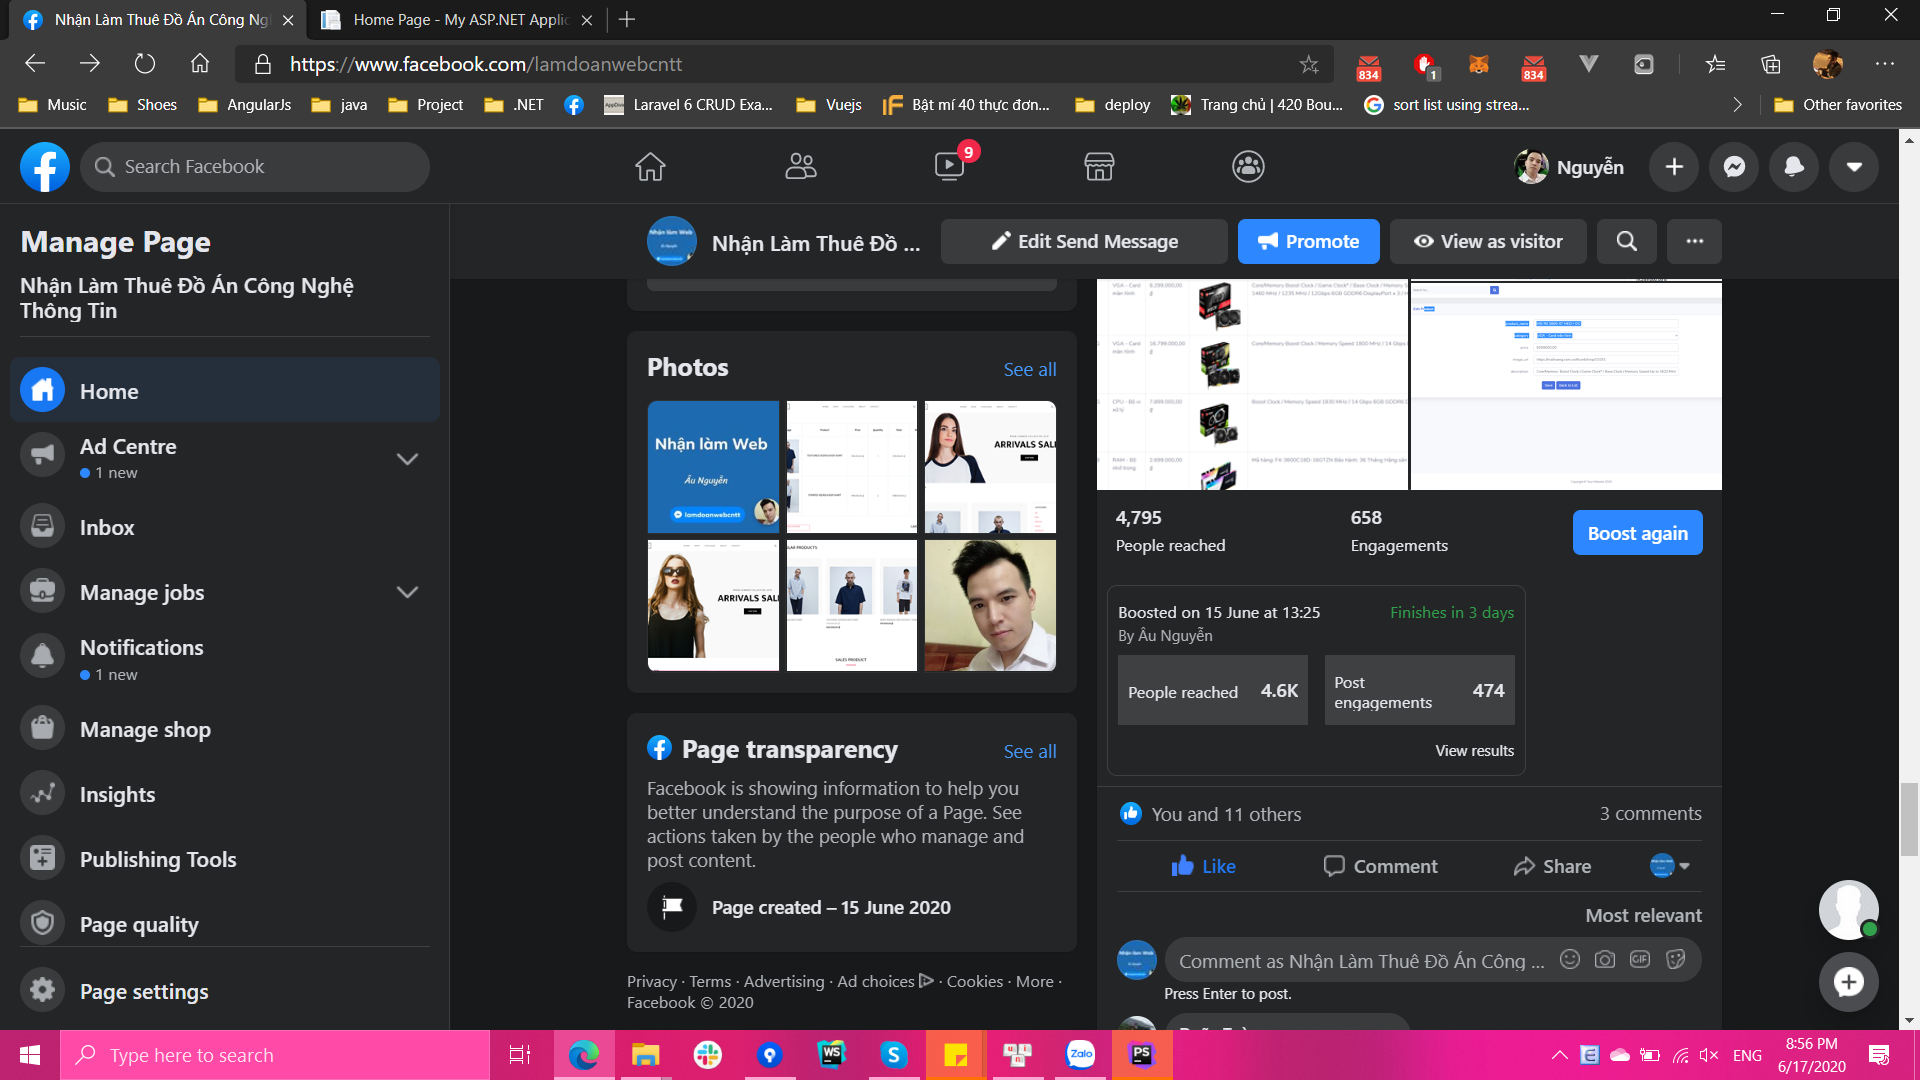 Nhận Làm Thuê Đồ Án Công Ng
Home Page - My ASP.NET Applic
https://www.facebook.com/lamdoanwebcntt
834
1
834
Music
Shoes
AngularJs
java
Project
.NET
Laravel 6 CRUD Exa...
Vuejs
Bật mí 40 thực đơn...
deploy
Trang chủ | 420 Bou...
sort list using strea...
Other favorites
Search Facebook
9
Nguyễn
Manage Page
Nhận Làm Thuê Đồ Án Công Nghệ
Thông Tin
Home
Ad Centre
1 new
Inbox
Manage jobs
Notifications
1 new
Manage shop
Insights
Publishing Tools
Page quality
Page settings
Nhận Làm Thuê Đồ ...
Edit Send Message
Promote
View as visitor
Photos
See all
Nhận làm Web
Âu Nguyễn
lamdoanwebcntt
ARRIVALS SAL
ARRIVALS SAL
SALES PRODUCT
Page transparency
See all
Facebook is showing information to help you
better understand the purpose of a Page. See
actions taken by the people who manage and
post content.
Page created – 15 June 2020
Privacy · Terms · Advertising · Ad choices · Cookies · More ·
Facebook © 2020
4,795
People reached
658
Engagements
Boost again
Boosted on 15 June at 13:25
Finishes in 3 days
By Âu Nguyễn
People reached
4.6K
Post
engagements
474
View results
You and 11 others
3 comments
Like
Comment
Share
Most relevant
Comment as Nhận Làm Thuê Đồ Án Công ...
GIF
Press Enter to post.
Type here to search
WS
Zalo
PS
ENG
8:56 PM
6/17/2020